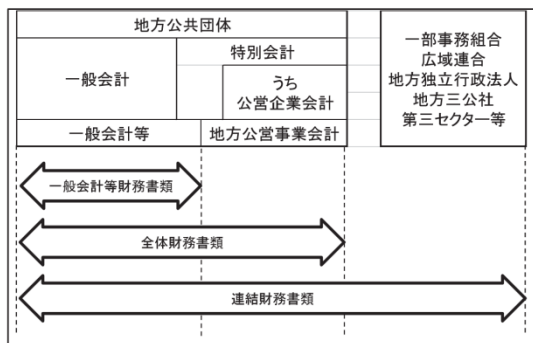 地方公共団体
一般会計
特別会計
うち
公営企業会計
一般会計等
地方公営事業会計
一部事務組合
広域連合
地方独立行政法人
地方三公社
第三セクター等
一般会計等財務書類
全体財務書類
連結財務書類